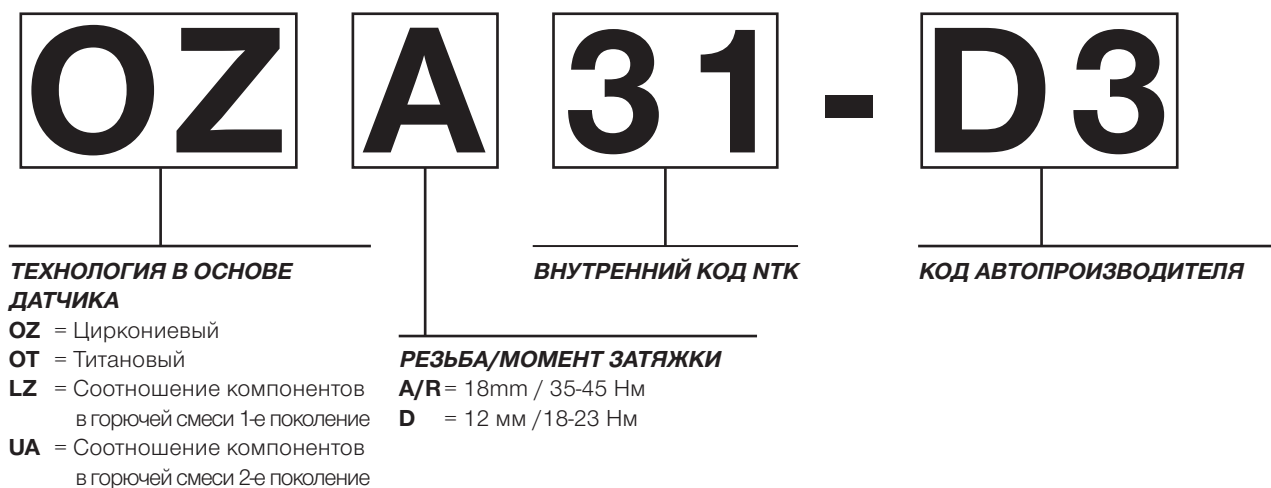 OZ A 31 - D3
ТЕХНОЛОГИЯ В ОСНОВЕ
ДАТЧИКА
OZ = Циркониевый
OT = Титановый
LZ = Соотношение компонентов
в горючей смеси 1-е поколение
UA = Соотношение компонентов
в горючей смеси 2-е поколение
РЕЗЬБА/МОМЕНТ ЗАТЯЖКИ
A/R = 18mm / 35-45 Нм
D = 12 мм /18-23 Нм
ВНУТРЕННИЙ КОД NTK
КОД АВТОПРОИЗВОДИТЕЛЯ